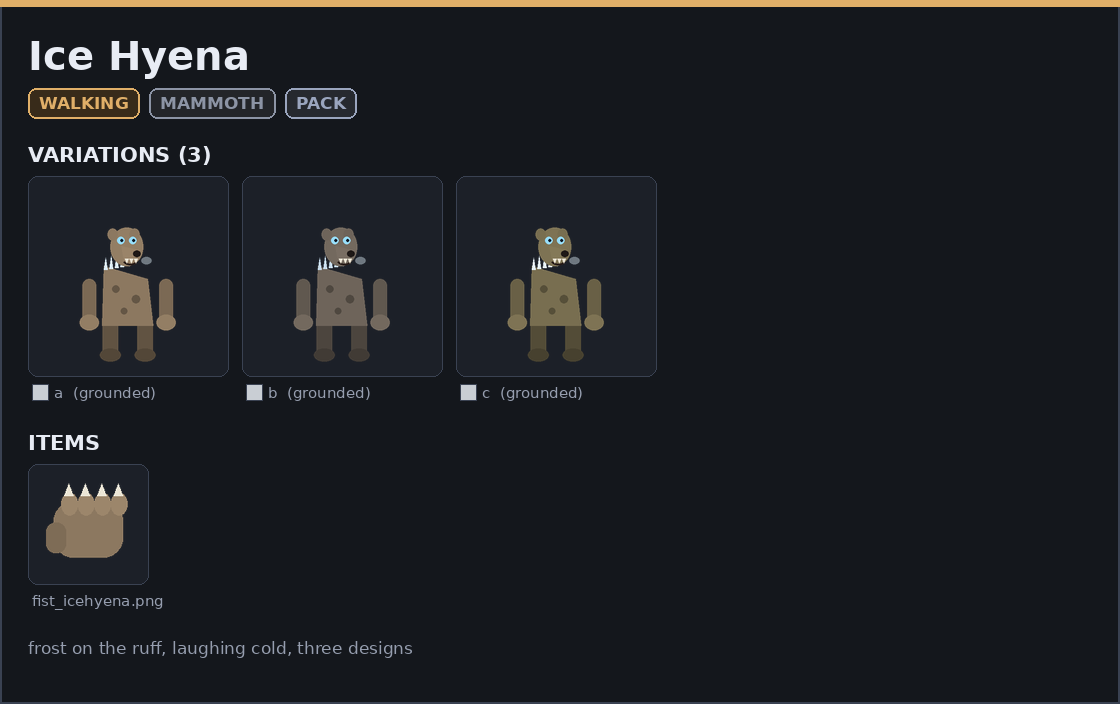 Ice Hyena
WALKING MAMMOTH PACK
VARIATIONS (3)
a (grounded) b (grounded) c (grounded)
ITEMS
fist_icehyena.png
frost on the ruff, laughing cold, three designs